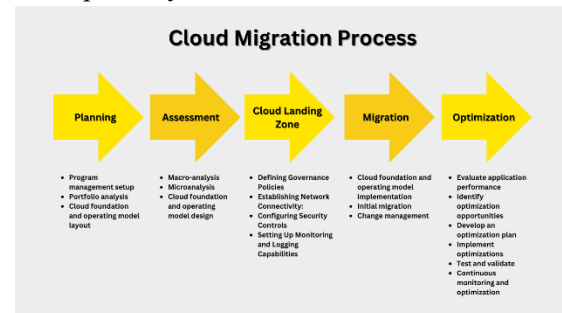 Cloud Migration Process
Planning
Assessment
Cloud Landing
Zone
Migration
Optimization
• Program
management setup
• Portfolio analysis
• Cloud foundation
and operating model
layout
• Macro-analysis
• Microanalysis
• Cloud foundation
and operating
model design
• Defining Governance
Policies
• Establishing Network
Connectivity:
• Configuring Security
Controls
• Setting Up Monitoring
and Logging
Capabilities
• Cloud foundation and
operating model
implementation
• Initial migration
• Change management
• Evaluate application
performance
• Identify
optimization
opportunities
• Develop an
optimization plan
• Implement
optimizations
• Test and validate
• Continuous
monitoring and
optimization